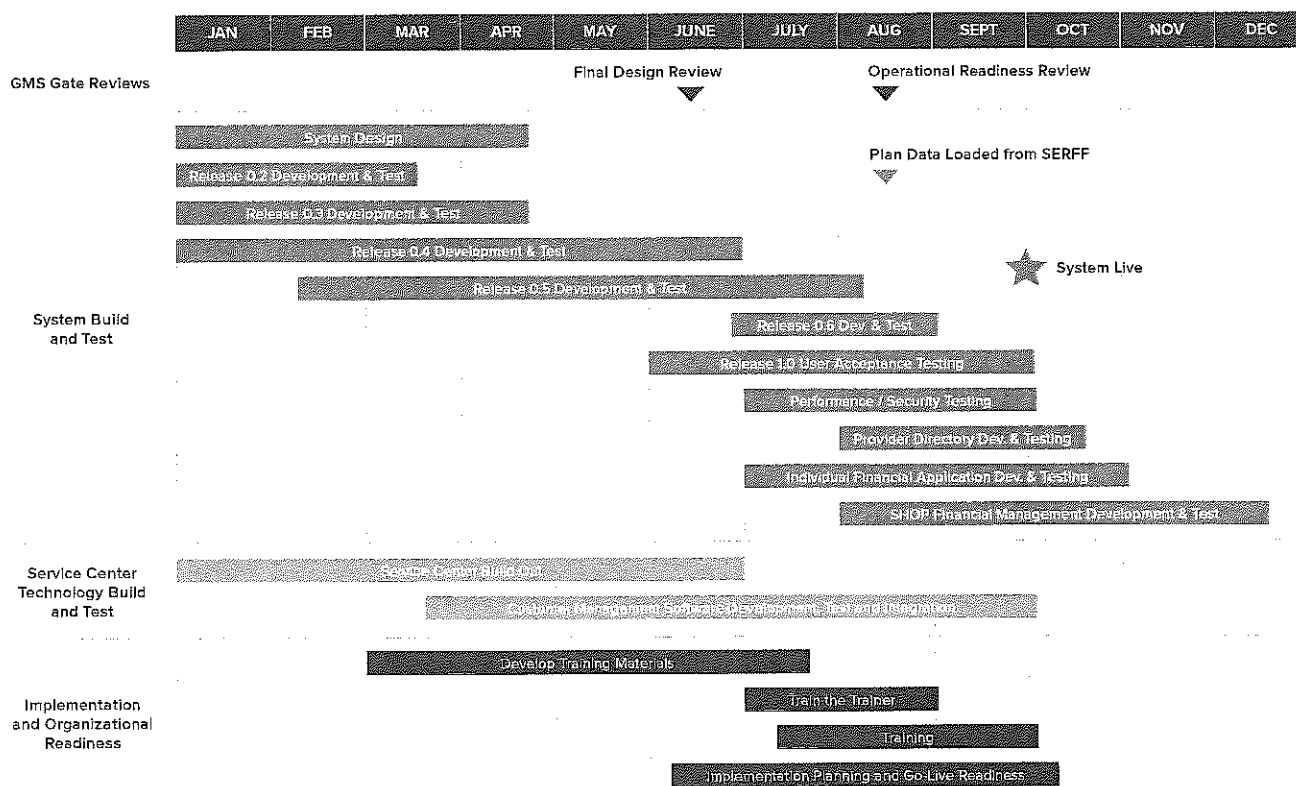 JAN FEB MAR APR MAY JUNE JULY AUG SEPT OCT NOV DEC
GMS Gate Reviews
Final Design Review
Operational Readiness Review
System Design
Plan Data Loaded from SERFF
Release 0.2 Development & Test
Release 0.3 Development & Test
Release 0.4 Development & Test
System Live
Release 0.5 Development & Test
System Build
and Test
Release 0.6 Dev. & Test
Release 1.0 User Acceptance Testing
Performance / Security Testing
Provider Directory Dev. & Testing
Individual Financial Application Dev. & Testing
SHOP Financial Management Development & Test
Service Center
Technology Build
and Test
Service Center Build Out
Customer Management Software Development, Test and Integration
Develop Training Materials
Implementation
and Organizational
Readiness
Train the Trainer
Training
Implementation Planning and Go-Live Readiness